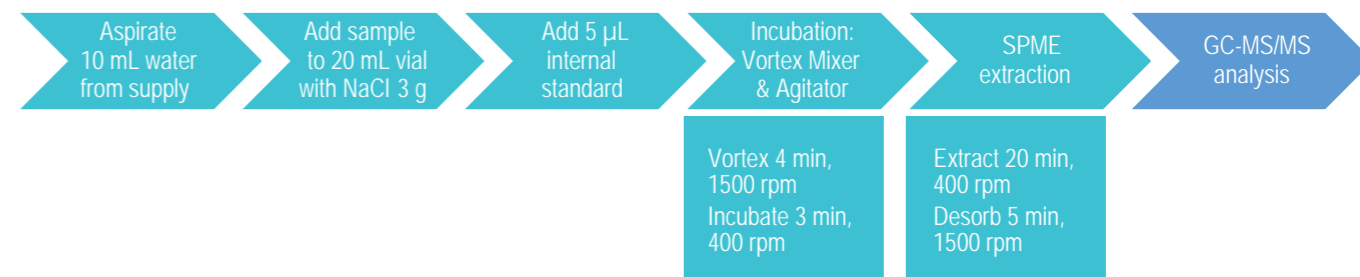 Aspirate
10 mL water
from supply
Add sample
to 20 mL vial
with NaCl 3 g
Add 5 µL
internal
standard
Incubation:
Vortex Mixer
& Agitator
SPME
extraction
GC-MS/MS
analysis
Vortex 4 min,
1500 rpm
Incubate 3 min,
400 rpm
Extract 20 min,
400 rpm
Desorb 5 min,
1500 rpm